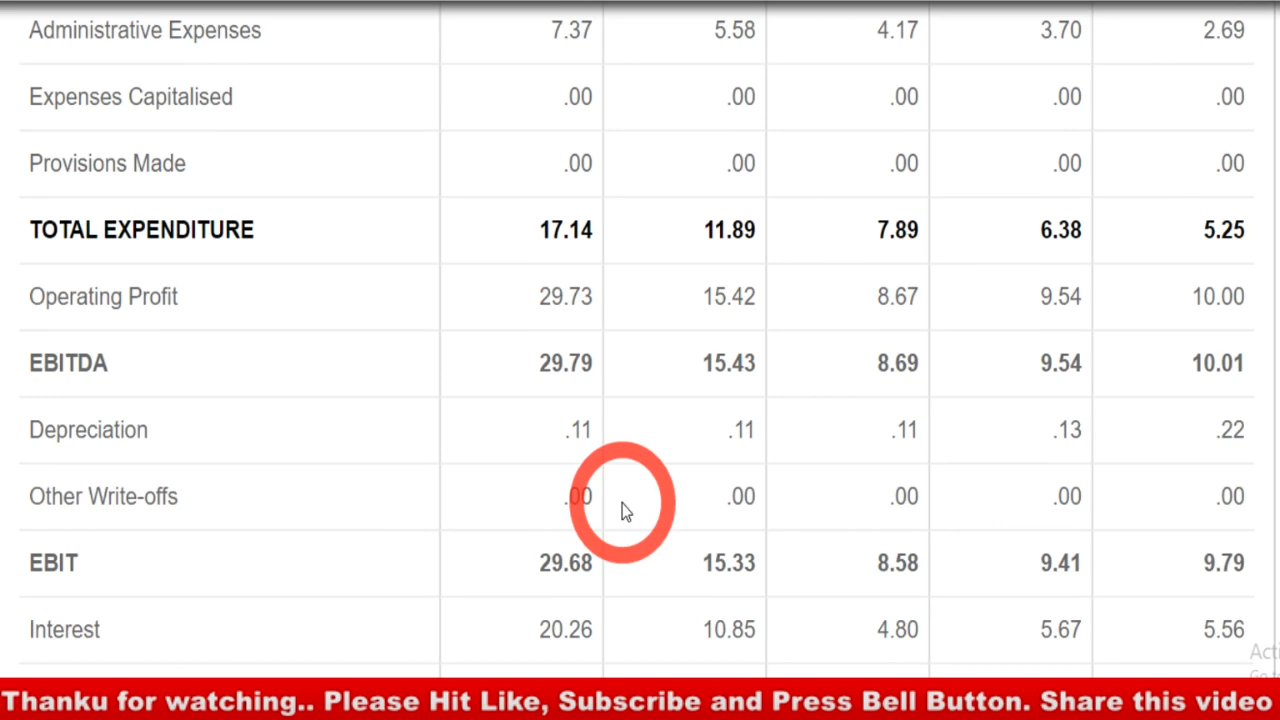 Administrative Expenses 7.37 5.58 4.17 3.70 2.69
Expenses Capitalised .00 .00 .00 .00 .00
Provisions Made .00 .00 .00 .00 .00
TOTAL EXPENDITURE 17.14 11.89 7.89 6.38 5.25
Operating Profit 29.73 15.42 8.67 9.54 10.00
EBITDA 29.79 15.43 8.69 9.54 10.01
Depreciation .11 .11 .11 .13 .22
Other Write-offs .00 .00 .00 .00 .00
EBIT 29.68 15.33 8.58 9.41 9.79
Interest 20.26 10.85 4.80 5.67 5.56
Acti
Thanku for watching.. Please Hit Like, Subscribe and Press Bell Button. Share this video